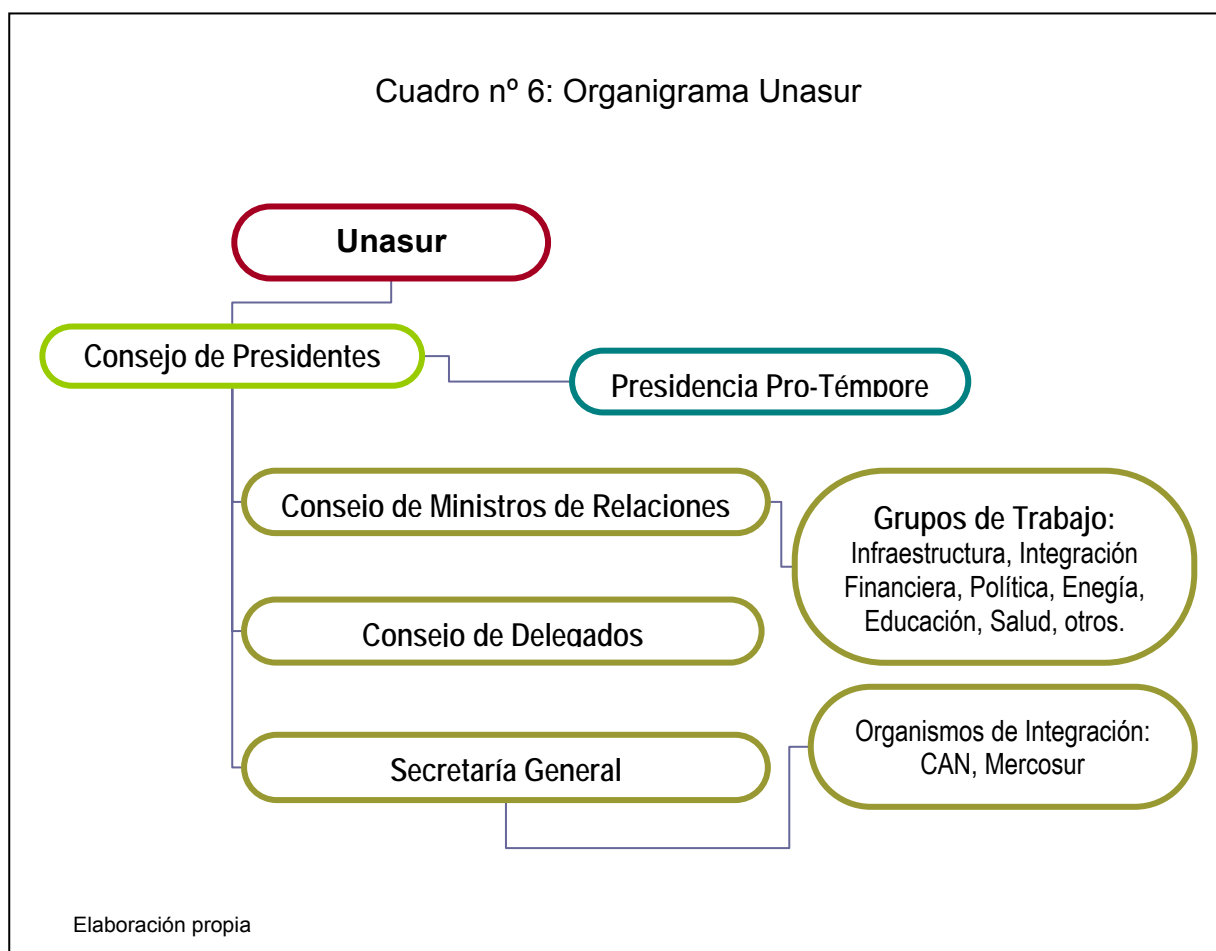 Cuadro nº 6: Organigrama Unasur
Unasur
Consejo de Presidentes
Presidencia Pro-Témpore
Consejo de Ministros de Relaciones
Grupos de Trabajo:
Infraestructura, Integración
Financiera, Política, Enegía,
Educación, Salud, otros.
Consejo de Delegados
Secretaría General
Organismos de Integración:
CAN, Mercosur
Elaboración propia